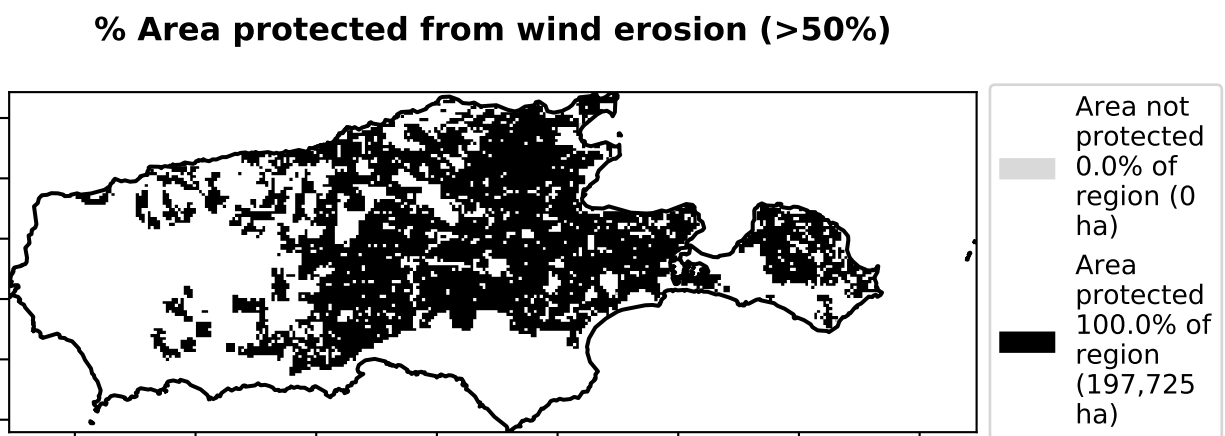 % Area protected from wind erosion (>50%)
Area not
protected
0.0% of
region (0
ha)
Area
protected
100.0% of
region
(197,725
ha)